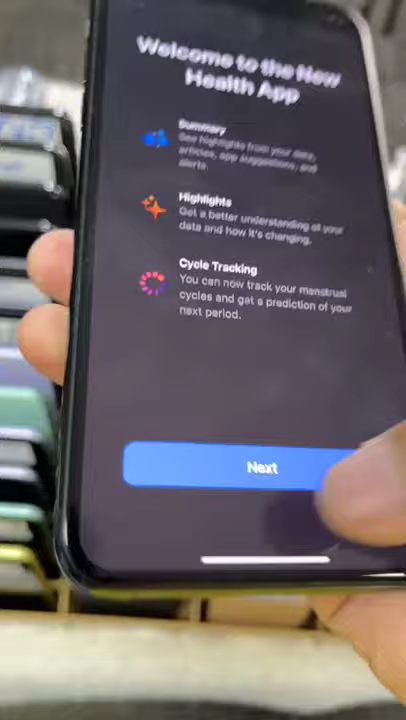 Welcome to the New
Health App
Summary
See highlights from your data,
articles, app suggestions, and
alerts.
Highlights
Get a better understanding of your
data and how it's changing.
Cycle Tracking
You can now track your menstrual
cycles and get a prediction of your
next period.
Next